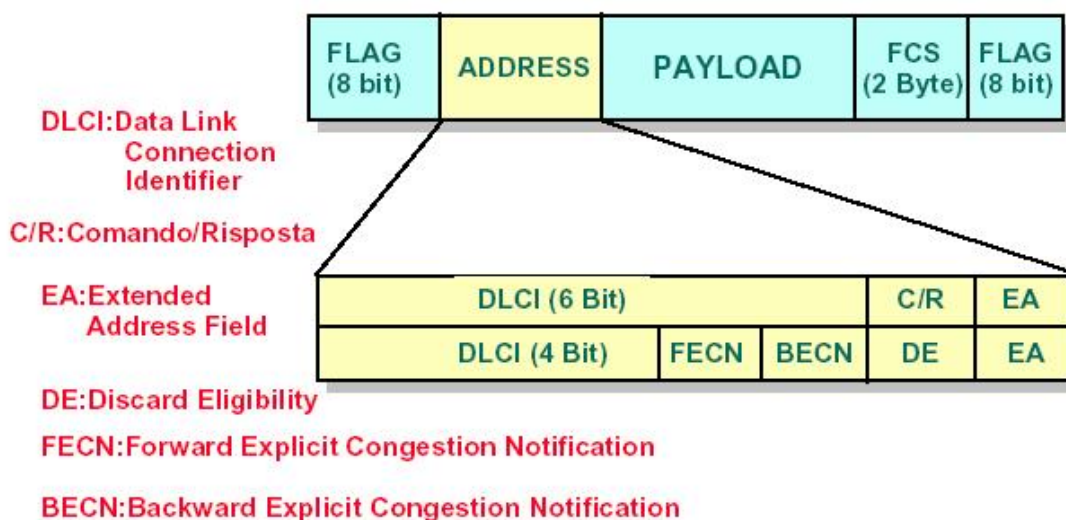 FLAG ADDRESS PAYLOAD FCS FLAG
(8 bit) (2 Byte) (8 bit)
DLCI:Data Link
Connection
Identifier
C/R:Comando/Risposta
EA:Extended
Address Field
DLCI (6 Bit) C/R EA
DLCI (4 Bit) FECN BECN DE EA
DE:Discard Eligibility
FECN:Forward Explicit Congestion Notification
BECN:Backward Explicit Congestion Notification